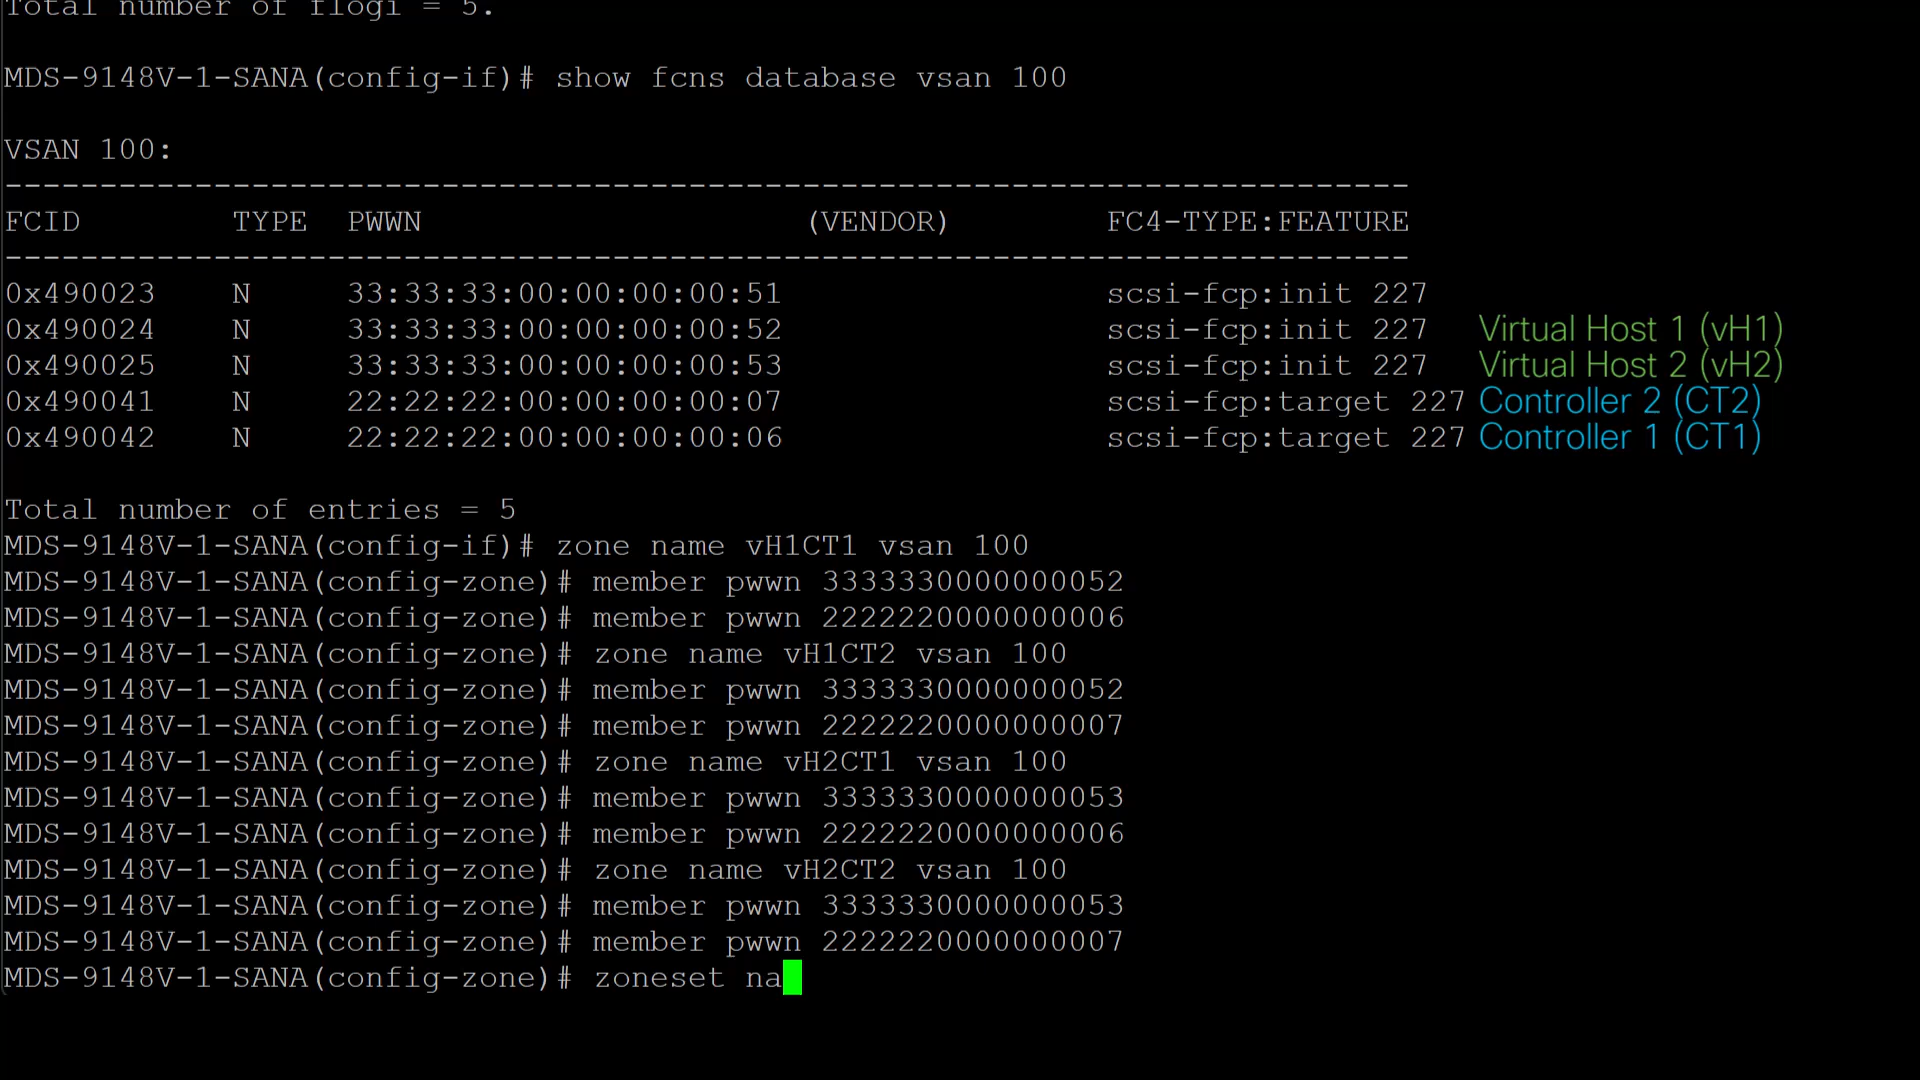 Total number of flogi = 5.
MDS-9148V-1-SANA(config-if)# show fcns database vsan 100
VSAN 100:
--------------------------------------------------------------------------
FCID        TYPE  PWWN                    (VENDOR)        FC4-TYPE:FEATURE
--------------------------------------------------------------------------
0x490023    N     33:33:33:00:00:00:00:51                 scsi-fcp:init 227
0x490024    N     33:33:33:00:00:00:00:52                 scsi-fcp:init 227 Virtual Host 1 (vH1)
0x490025    N     33:33:33:00:00:00:00:53                 scsi-fcp:init 227 Virtual Host 2 (vH2)
0x490041    N     22:22:22:00:00:00:00:07                 scsi-fcp:target 227 Controller 2 (CT2)
0x490042    N     22:22:22:00:00:00:00:06                 scsi-fcp:target 227 Controller 1 (CT1)
Total number of entries = 5
MDS-9148V-1-SANA(config-if)# zone name vH1CT1 vsan 100
MDS-9148V-1-SANA(config-zone)# member pwwn 3333330000000052
MDS-9148V-1-SANA(config-zone)# member pwwn 2222220000000006
MDS-9148V-1-SANA(config-zone)# zone name vH1CT2 vsan 100
MDS-9148V-1-SANA(config-zone)# member pwwn 3333330000000052
MDS-9148V-1-SANA(config-zone)# member pwwn 2222220000000007
MDS-9148V-1-SANA(config-zone)# zone name vH2CT1 vsan 100
MDS-9148V-1-SANA(config-zone)# member pwwn 3333330000000053
MDS-9148V-1-SANA(config-zone)# member pwwn 2222220000000006
MDS-9148V-1-SANA(config-zone)# zone name vH2CT2 vsan 100
MDS-9148V-1-SANA(config-zone)# member pwwn 3333330000000053
MDS-9148V-1-SANA(config-zone)# member pwwn 2222220000000007
MDS-9148V-1-SANA(config-zone)# zoneset na